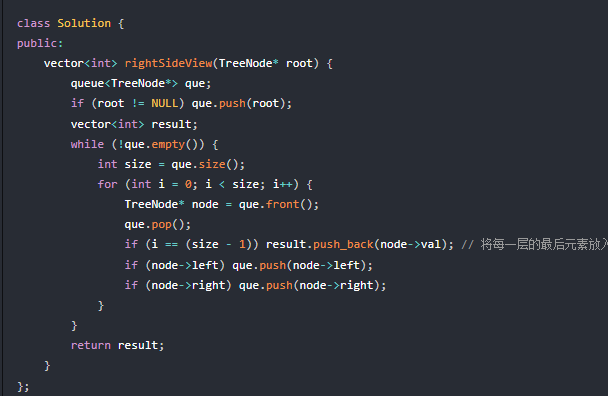 class Solution {
public:
    vector<int> rightSideView(TreeNode* root) {
        queue<TreeNode*> que;
        if (root != NULL) que.push(root);
        vector<int> result;
        while (!que.empty()) {
            int size = que.size();
            for (int i = 0; i < size; i++) {
                TreeNode* node = que.front();
                que.pop();
                if (i == (size - 1)) result.push_back(node->val); // 将每一层的最后元素放入
                if (node->left) que.push(node->left);
                if (node->right) que.push(node->right);
            }
        }
        return result;
    }
};